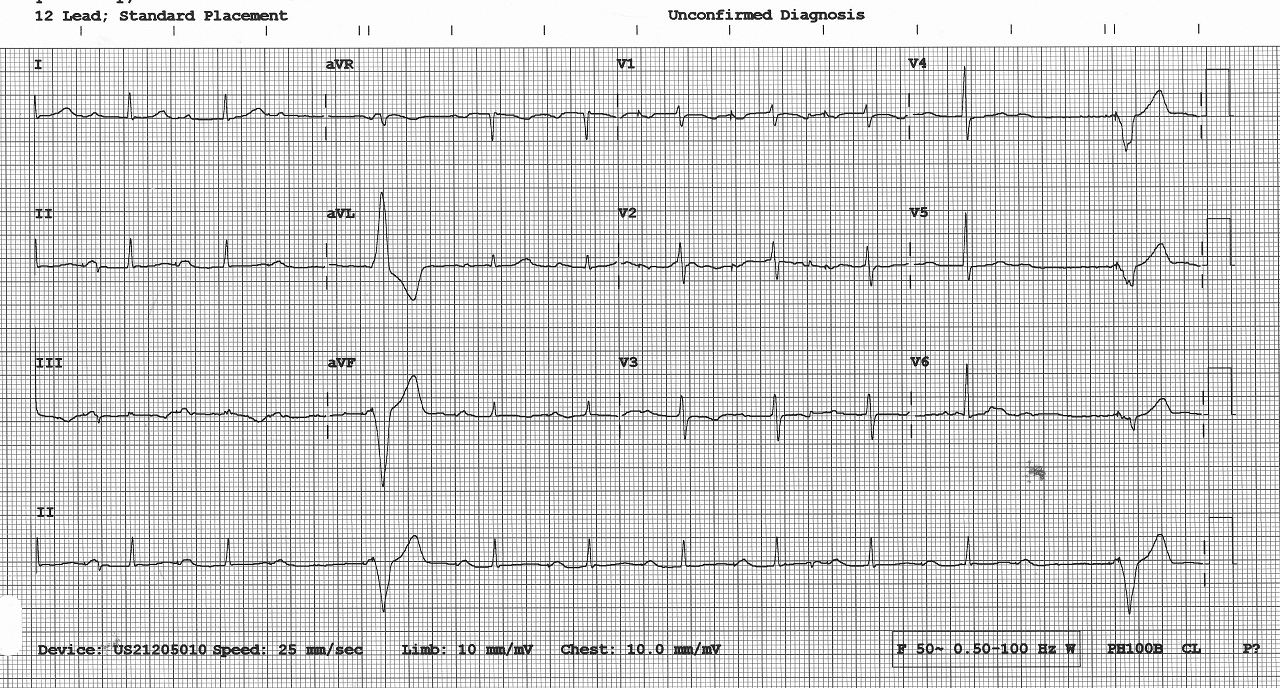 12 Lead; Standard Placement Unconfirmed Diagnosis
I aVR V1 V4
II aVL V2 V5
III aVF V3 V6
II
Device: US21205010 Speed: 25 mm/sec Limb: 10 mm/mV Chest: 10.0 mm/mV F 50~ 0.50-100 Hz W PH100B CL P?